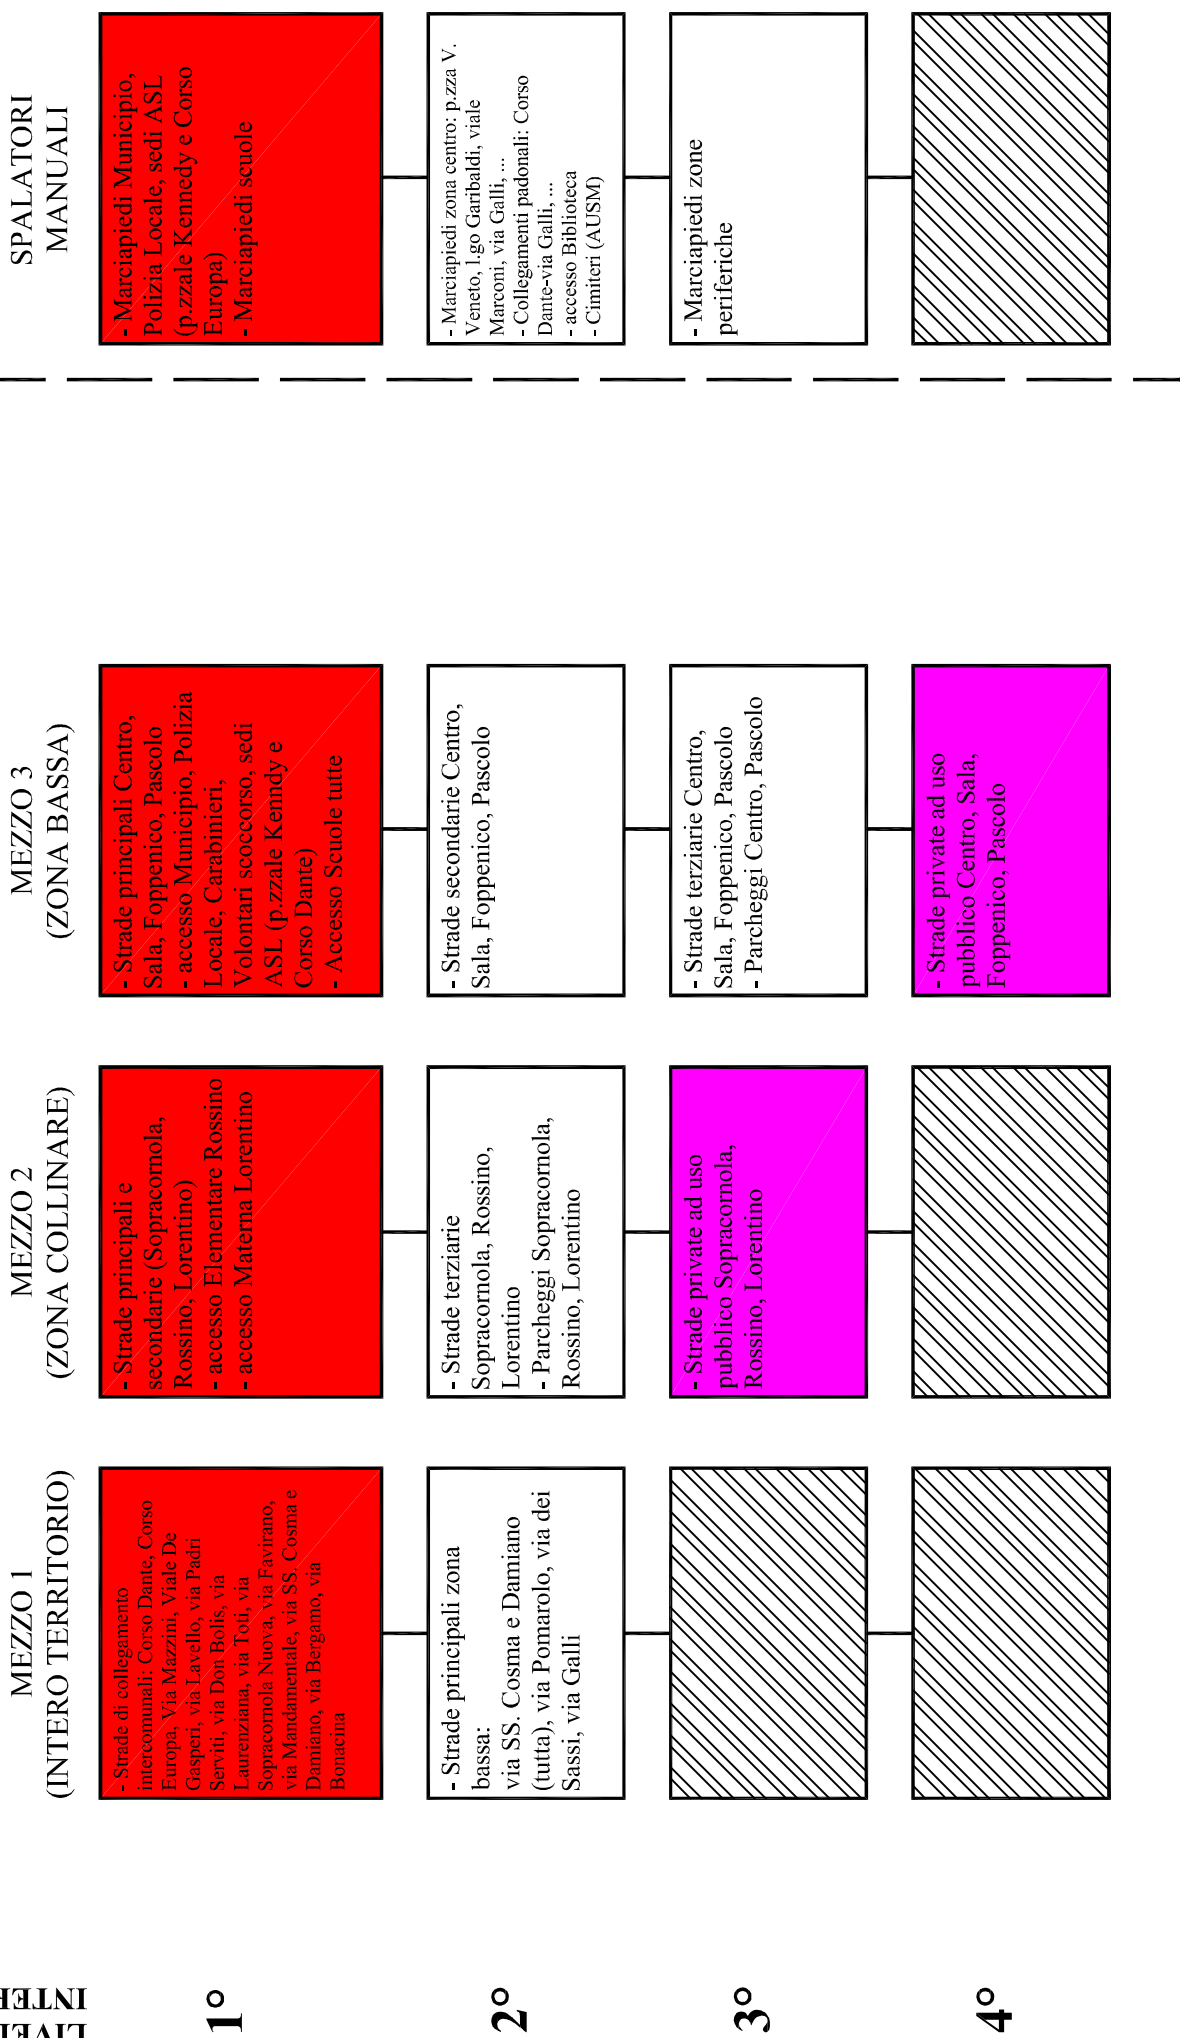 MEZZO 1
(INTERO TERRITORIO)
MEZZO 2
(ZONA COLLINARE)
MEZZO 3
(ZONA BASSA)
SPALATORI
MANUALI
1°
- Strade di collegamento
intercomunali: Corso Dante, Corso
Europa, Via Mazzini, Viale De
Gasperi, via Lavello, via Padri
Serviti, via Don Bolis, via
Laurenziana, via Toti, via
Sopracornola Nuova, via Favirano,
via Mandamentale, via SS. Cosma e
Damiano, via Bergamo, via
Bonacina
- Strade principali e
secondarie (Sopracornola,
Rossino, Lorentino)
- accesso Elementare Rossino
- accesso Materna Lorentino
- Strade principali Centro,
Sala, Foppenico, Pascolo
- accesso Municipio, Polizia
Locale, Carabinieri,
Volontari scoccorso, sedi
ASL (p.zzale Kenndy e
Corso Dante)
- Accesso Scuole tutte
- Marciapiedi Municipio,
Polizia Locale, sedi ASL
(p.zzale Kennedy e Corso
Europa)
- Marciapiedi scuole
2°
- Strade principali zona
bassa:
via SS. Cosma e Damiano
(tutta), via Pomarolo, via dei
Sassi, via Galli
- Strade terziarie
Sopracornola, Rossino,
Lorentino
- Parcheggi Sopracornola,
Rossino, Lorentino
- Strade secondarie Centro,
Sala, Foppenico, Pascolo
- Marciapiedi zona centro: p.zza V.
Veneto, l.go Garibaldi, viale
Marconi, via Galli, ...
- Collegamenti padonali: Corso
Dante-via Galli, ...
- accesso Biblioteca
- Cimiteri (AUSM)
3°
- Strade private ad uso
pubblico Sopracornola,
Rossino, Lorentino
- Strade terziarie Centro,
Sala, Foppenico, Pascolo
- Parcheggi Centro, Pascolo
- Marciapiedi zone
periferiche
4°
- Strade private ad uso
pubblico Centro, Sala,
Foppenico, Pascolo